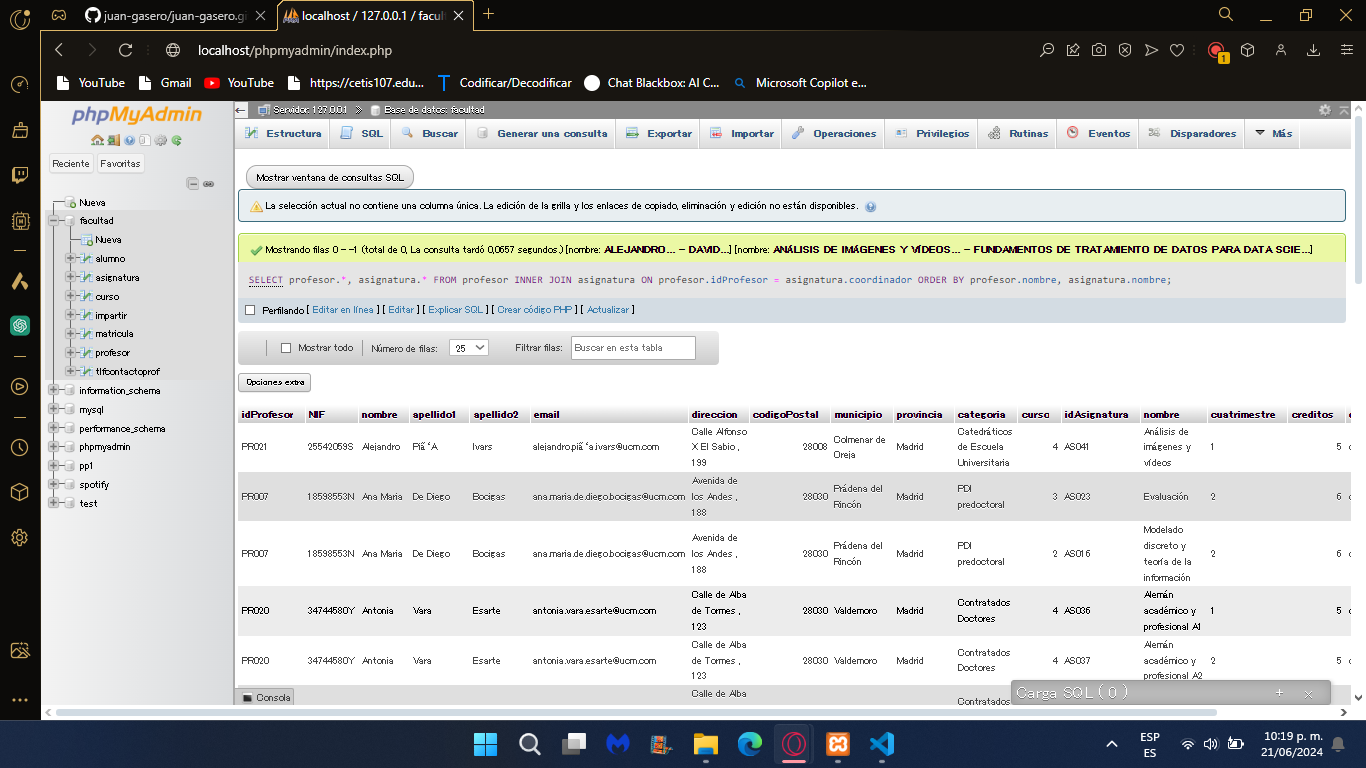 juan-gasero/juan-gasero.gi
localhost / 127.0.0.1 / facult
localhost/phpmyadmin/index.php
1
YouTube
Gmail
YouTube
https://cetis107.edu...
Codificar/Decodificar
Chat Blackbox: AI C...
Microsoft Copilot e...
phpMyAdmin
Reciente
Favoritas
Nueva
facultad
Nueva
alumno
asignatura
curso
impartir
matricula
profesor
tlfcontactoprof
information_schema
mysql
performance_schema
phpmyadmin
pp1
spotify
test
Servidor: 127.0.0.1 » Base de datos: facultad
Estructura SQL Buscar Generar una consulta Exportar Importar Operaciones Privilegios Rutinas Eventos Disparadores Más
Mostrar ventana de consultas SQL
La selección actual no contiene una columna única. La edición de la grilla y los enlaces de copiado, eliminación y edición no están disponibles.
Mostrando filas 0 - -1 (total de 0, La consulta tardó 0,0657 segundos.) [nombre: ALEJANDRO... - DAVID...] [nombre: ANÁLISIS DE IMÁGENES Y VÍDEOS... - FUNDAMENTOS DE TRATAMIENTO DE DATOS PARA DATA SCIE...]
SELECT profesor.*, asignatura.* FROM profesor INNER JOIN asignatura ON profesor.idProfesor = asignatura.coordinador ORDER BY profesor.nombre, asignatura.nombre;
Perfilando [ Editar en línea ] [ Editar ] [ Explicar SQL ] [ Crear código PHP ] [ Actualizar ]
Mostrar todo Número de filas: 25 Filtrar filas: Buscar en esta tabla
Opciones extra
idProfesor NIF nombre apellido1 apellido2 email direccion codigoPostal municipio provincia categoria curso idAsignatura nombre cuatrimestre creditos
PR021 25542059S Alejandro PiÃ‘A Ivars alejandro.piã‘a.ivars@ucm.com Calle Alfonso X El Sabio , 199 28008 Colmenar de Oreja Madrid Catedráticos de Escuela Universitaria 4 AS041 Análisis de imágenes y vídeos 1 5
PR007 18598553N Ana Maria De Diego Bocigas ana.maria.de.diego.bocigas@ucm.com Avenida de los Andes , 188 28030 Prádena del Rincón Madrid PDI predoctoral 3 AS023 Evaluación 2 6
PR007 18598553N Ana Maria De Diego Bocigas ana.maria.de.diego.bocigas@ucm.com Avenida de los Andes , 188 28030 Prádena del Rincón Madrid PDI predoctoral 2 AS016 Modelado discreto y teoría de la información 2 6
PR020 34744580Y Antonia Vara Esarte antonia.vara.esarte@ucm.com Calle de Alba de Tormes , 123 28030 Valdemoro Madrid Contratados Doctores 4 AS036 Alemán académico y profesional A1 1 5
PR020 34744580Y Antonia Vara Esarte antonia.vara.esarte@ucm.com Calle de Alba de Tormes , 123 28030 Valdemoro Madrid Contratados Doctores 4 AS037 Alemán académico y profesional A2 2 5
Calle de Alba Contratados
Consola
Carga SQL ( 0 ) + ×
ESP
ES
10:19 p. m.
21/06/2024